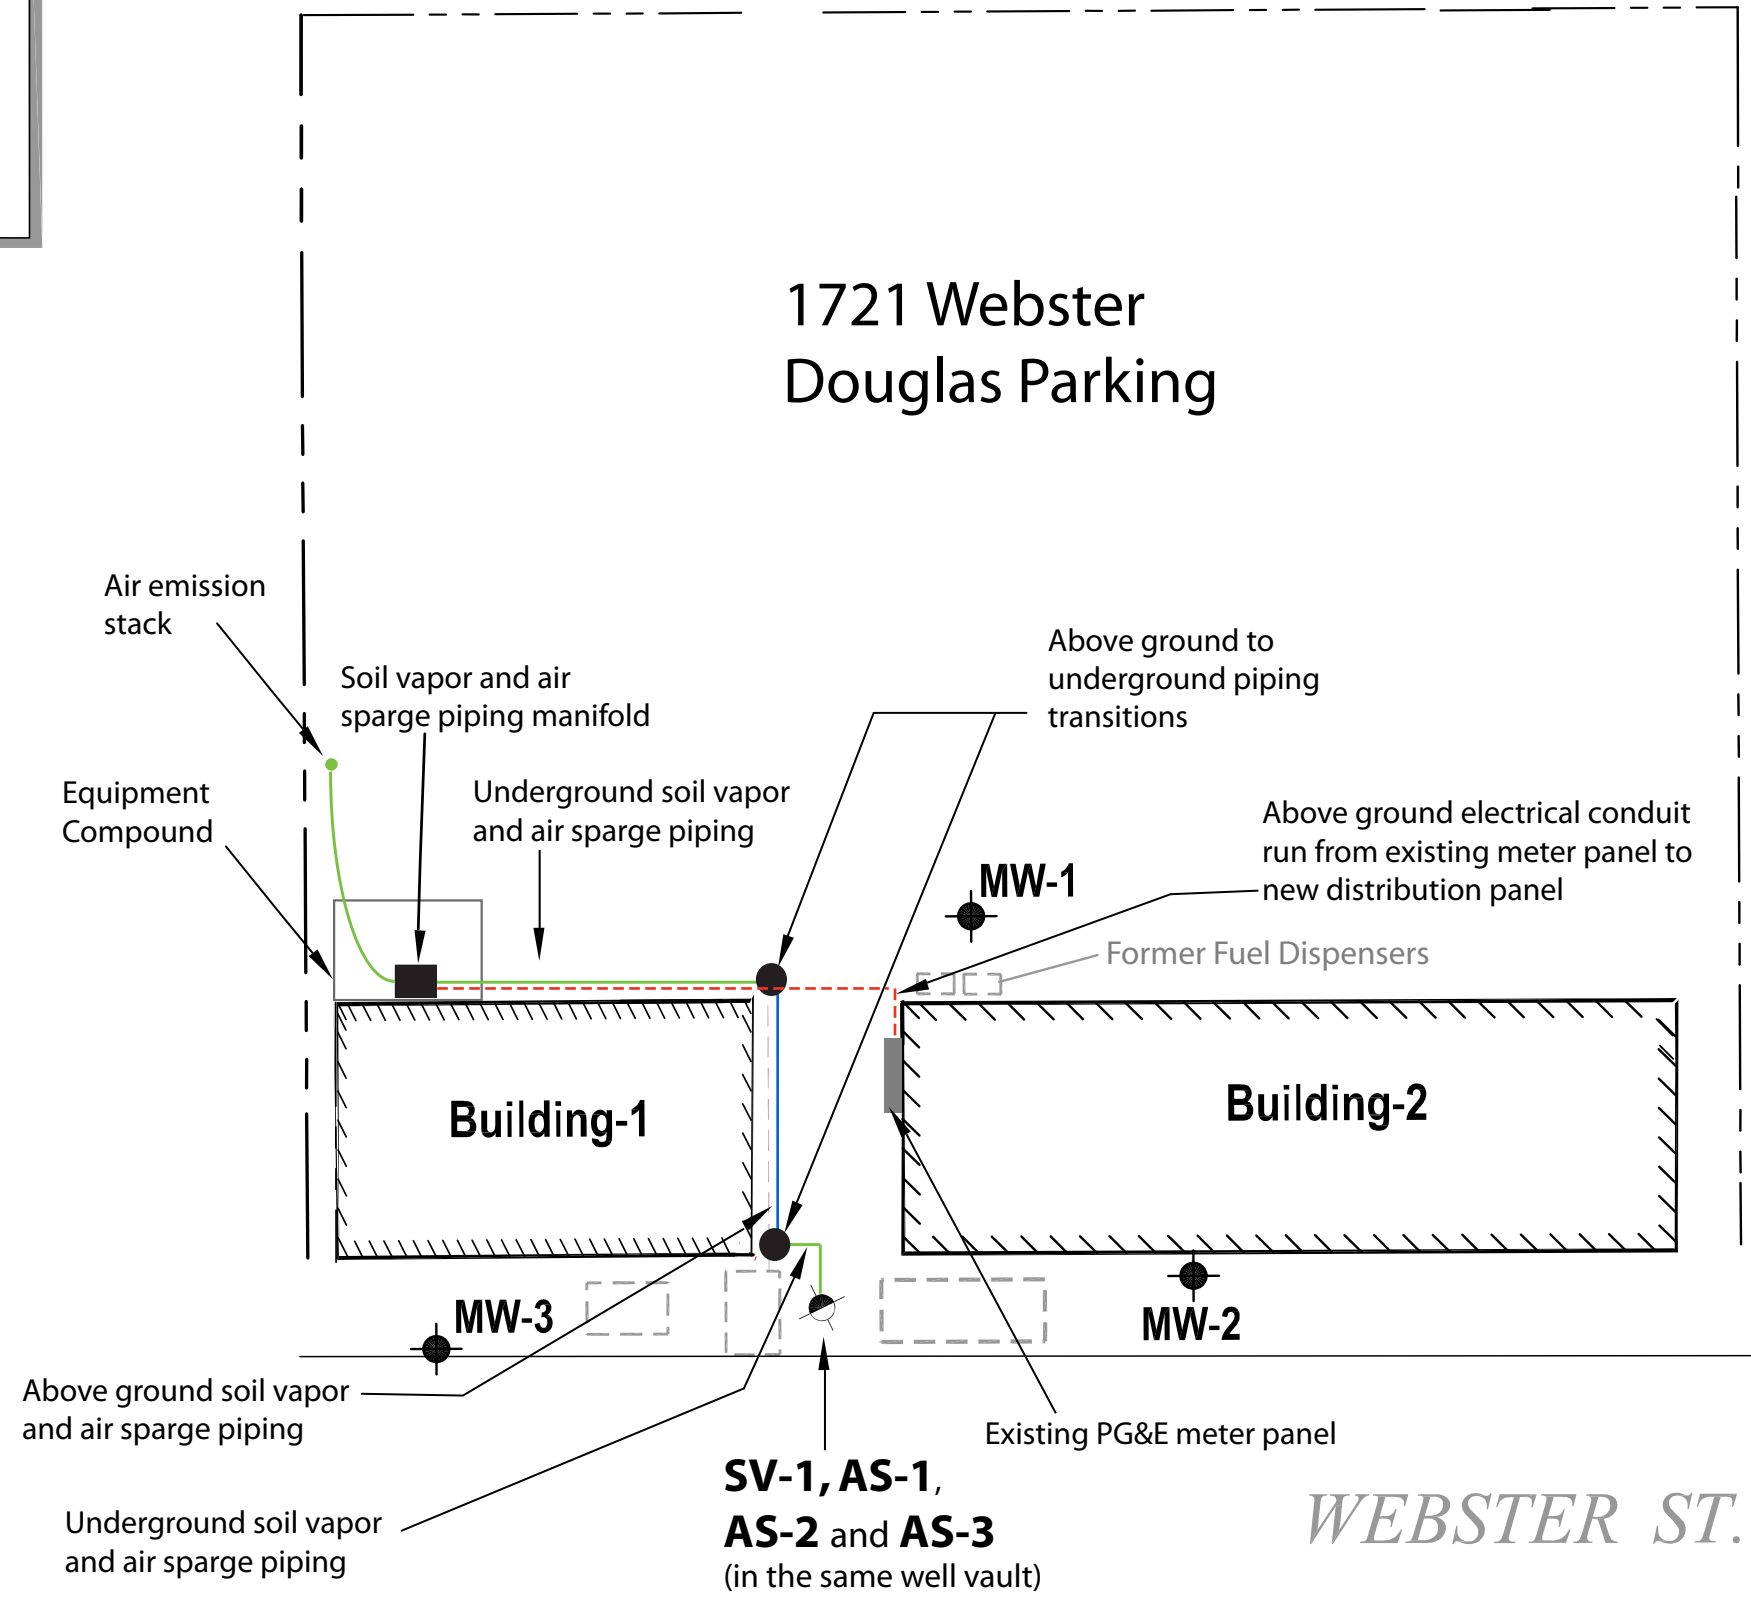 1721 Webster
Douglas Parking
Air emission
stack
Soil vapor and air
sparge piping manifold
Above ground to
underground piping
transitions
Equipment
Compound
Underground soil vapor
and air sparge piping
Above ground electrical conduit
run from existing meter panel to
new distribution panel
MW-1
Former Fuel Dispensers
Building-1
Building-2
MW-3
MW-2
Above ground soil vapor
and air sparge piping
Existing PG&E meter panel
SV-1, AS-1,
AS-2 and AS-3
(in the same well vault)
Underground soil vapor
and air sparge piping
WEBSTER ST.